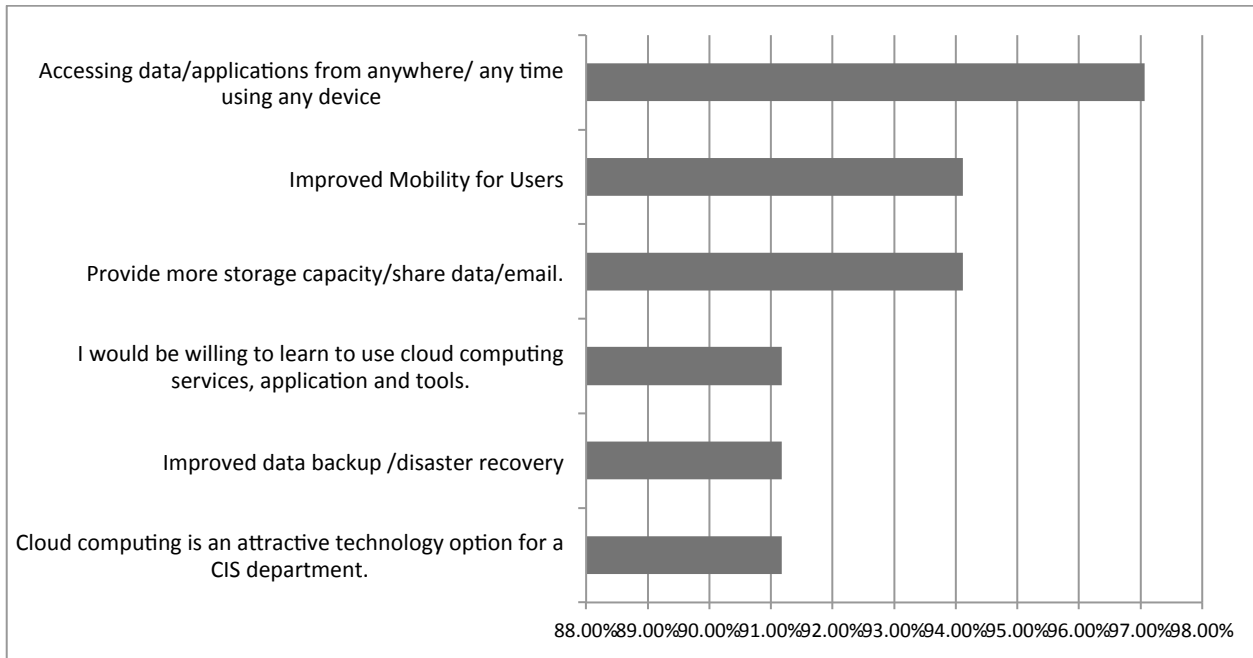 Accessing data/applications from anywhere/ any time
using any device
Improved Mobility for Users
Provide more storage capacity/share data/email.
I would be willing to learn to use cloud computing
services, application and tools.
Improved data backup /disaster recovery
Cloud computing is an attractive technology option for a
CIS department.
88.00%89.00%90.00%91.00%92.00%93.00%94.00%95.00%96.00%97.00%98.00%